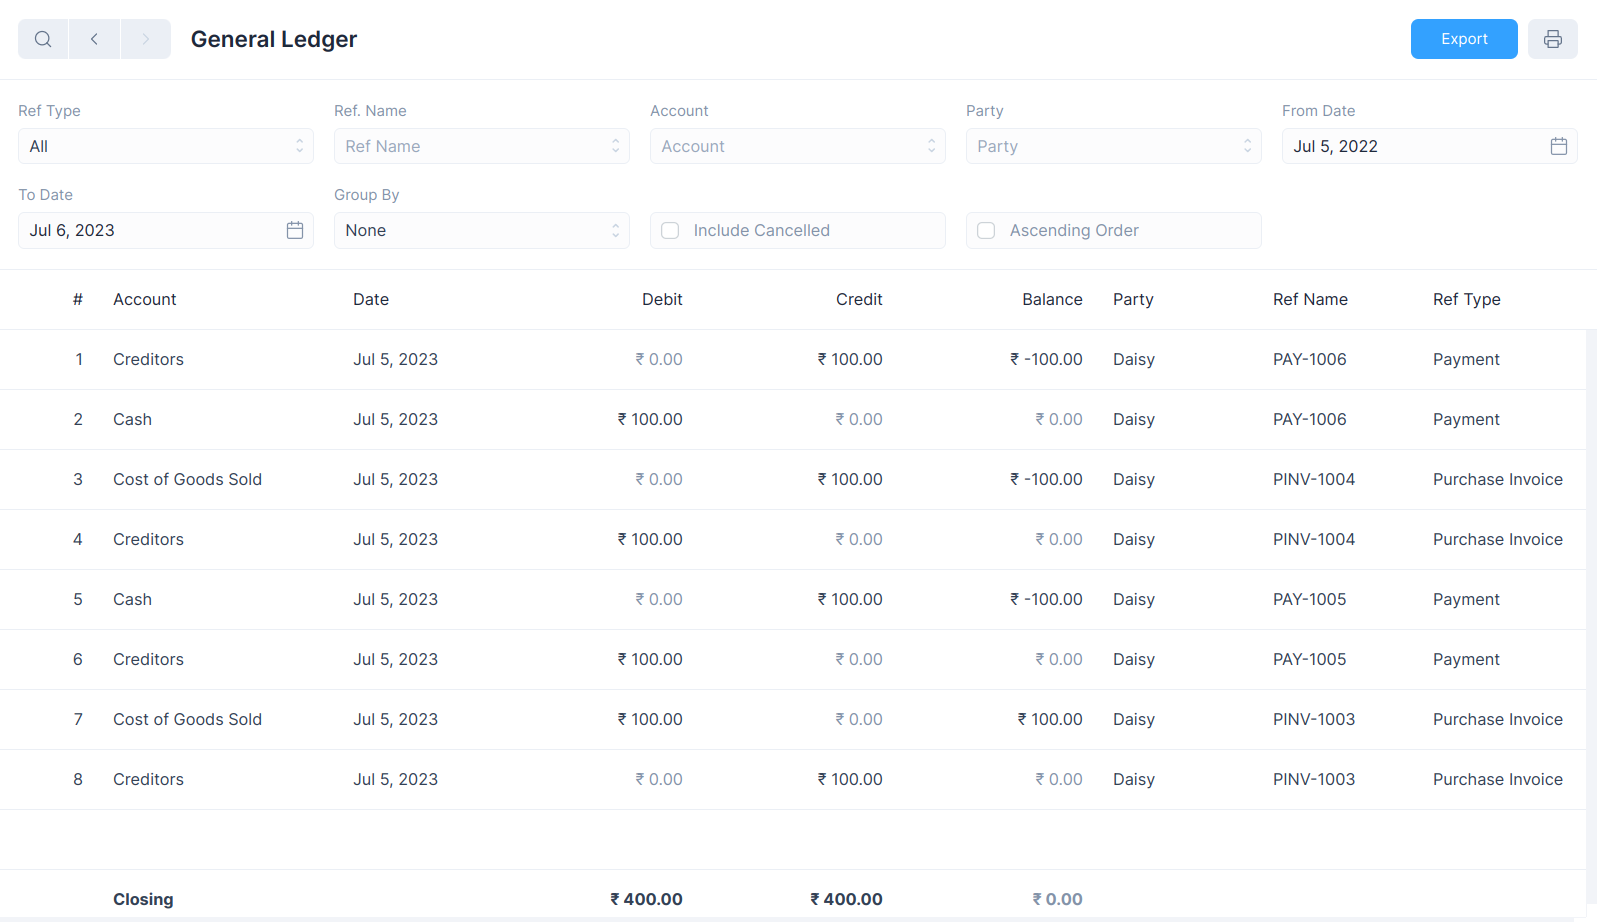 General Ledger
Export
Ref Type
Ref. Name
Account
Party
From Date
All
Ref Name
Account
Party
Jul 5, 2022
To Date
Group By
Jul 6, 2023
None
Include Cancelled
Ascending Order
# Account Date Debit Credit Balance Party Ref Name Ref Type
1 Creditors Jul 5, 2023 ₹ 0.00 ₹ 100.00 ₹ -100.00 Daisy PAY-1006 Payment
2 Cash Jul 5, 2023 ₹ 100.00 ₹ 0.00 ₹ 0.00 Daisy PAY-1006 Payment
3 Cost of Goods Sold Jul 5, 2023 ₹ 0.00 ₹ 100.00 ₹ -100.00 Daisy PINV-1004 Purchase Invoice
4 Creditors Jul 5, 2023 ₹ 100.00 ₹ 0.00 ₹ 0.00 Daisy PINV-1004 Purchase Invoice
5 Cash Jul 5, 2023 ₹ 0.00 ₹ 100.00 ₹ -100.00 Daisy PAY-1005 Payment
6 Creditors Jul 5, 2023 ₹ 100.00 ₹ 0.00 ₹ 0.00 Daisy PAY-1005 Payment
7 Cost of Goods Sold Jul 5, 2023 ₹ 100.00 ₹ 0.00 ₹ 100.00 Daisy PINV-1003 Purchase Invoice
8 Creditors Jul 5, 2023 ₹ 0.00 ₹ 100.00 ₹ 0.00 Daisy PINV-1003 Purchase Invoice
Closing ₹ 400.00 ₹ 400.00 ₹ 0.00